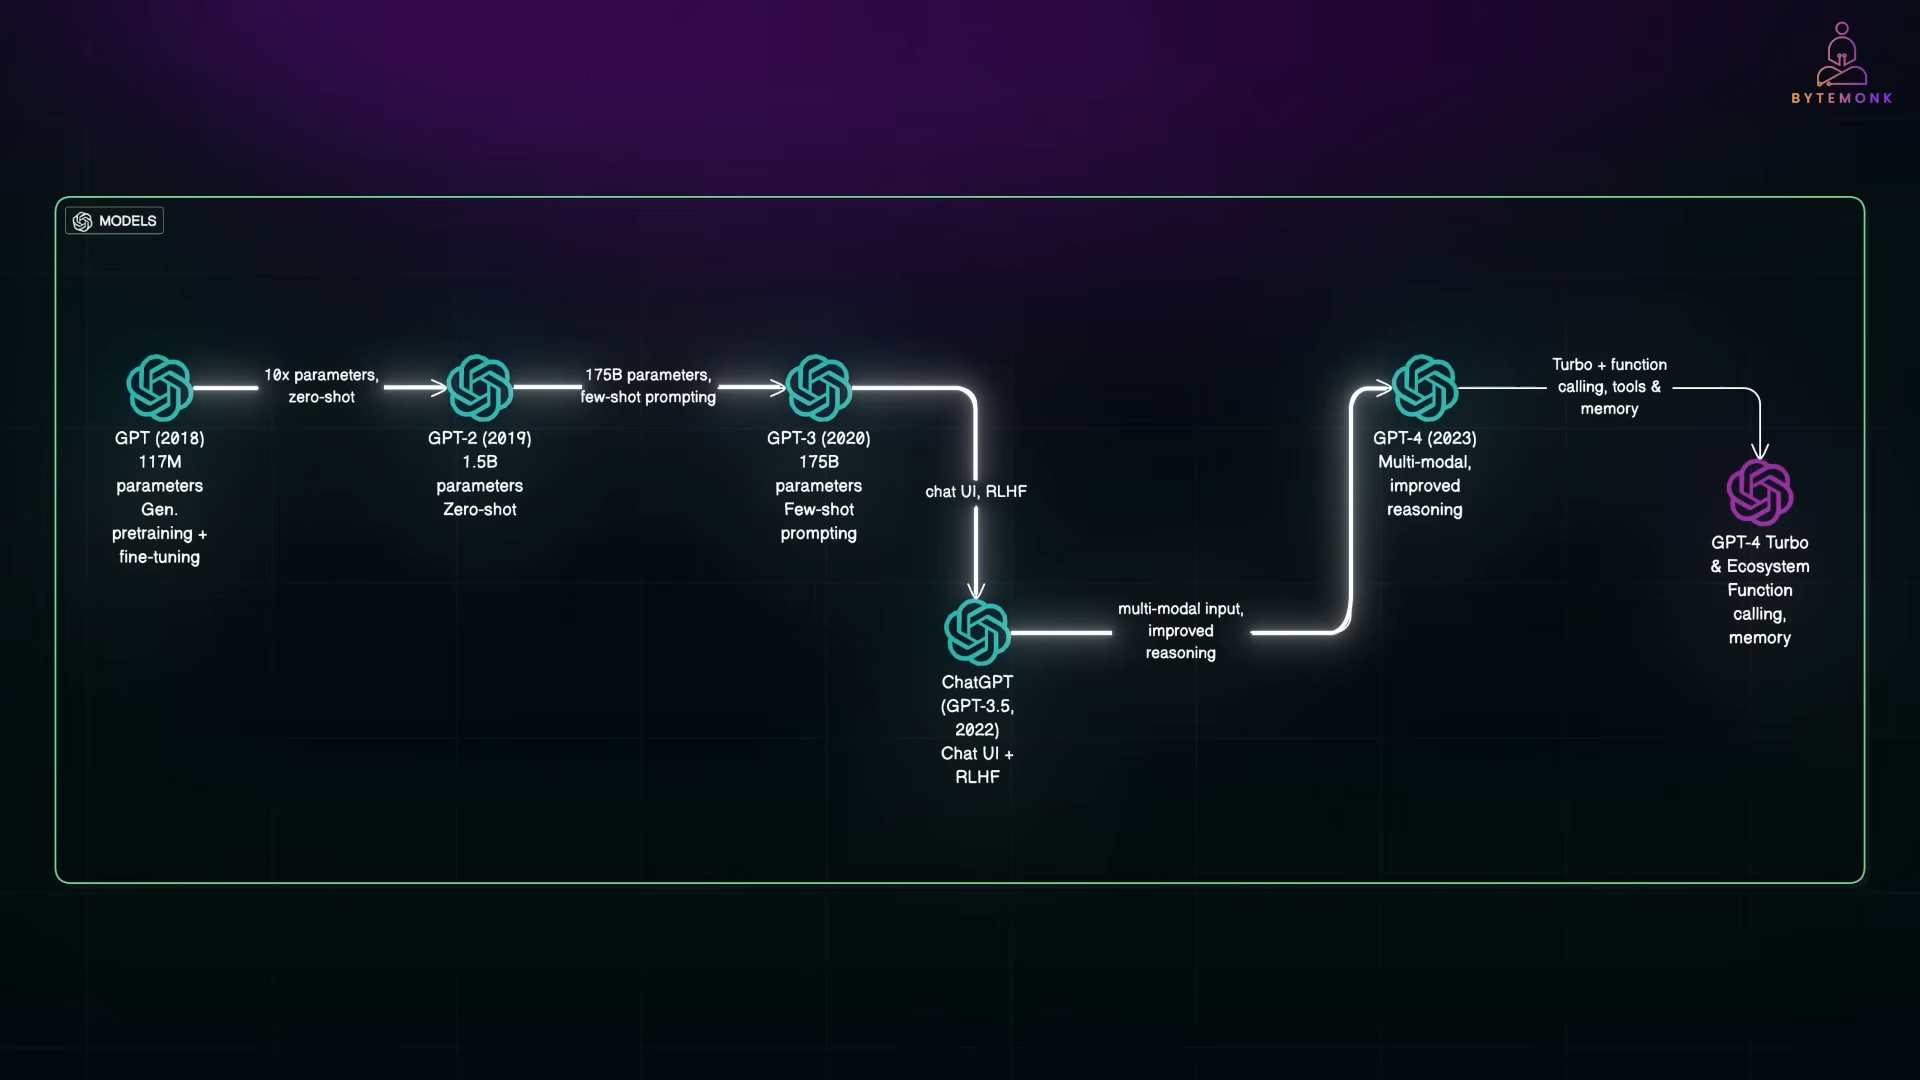 BYTEMONK
MODELS
10x parameters,
zero-shot
175B parameters,
few-shot prompting
Turbo + function
calling, tools &
memory
GPT (2018)
117M
parameters
Gen.
pretraining +
fine-tuning
GPT-2 (2019)
1.5B
parameters
Zero-shot
GPT-3 (2020)
175B
parameters
Few-shot
prompting
chat UI, RLHF
GPT-4 (2023)
Multi-modal,
improved
reasoning
GPT-4 Turbo
& Ecosystem
Function
calling,
memory
multi-modal input,
improved
reasoning
ChatGPT
(GPT-3.5,
2022)
Chat UI +
RLHF